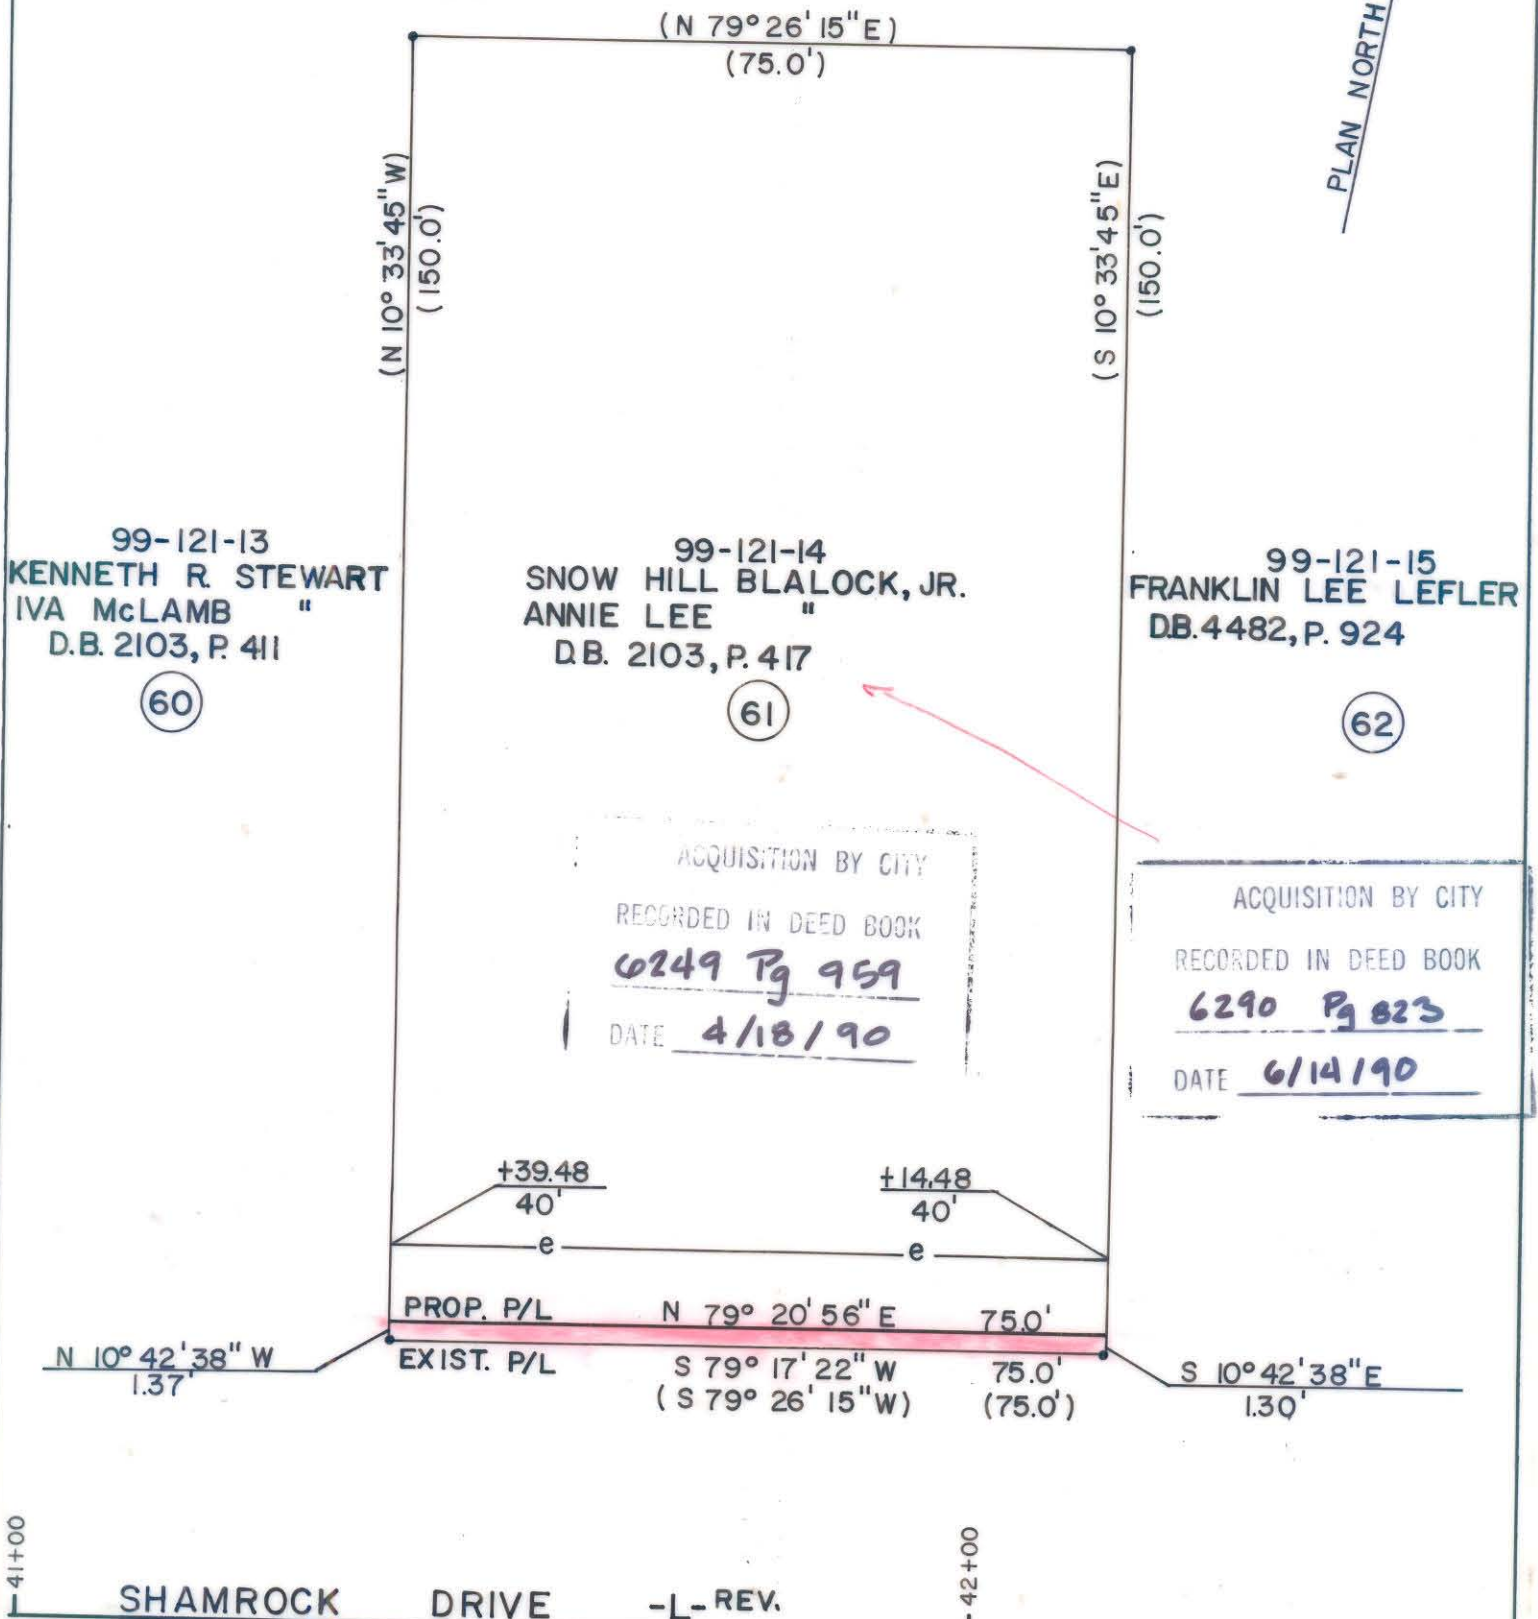 (N 79° 26' 15" E)
(75.0')
PLAN NORTH
(N 10° 33' 45" W)
(150.0')
(S 10° 33' 45" E)
(150.0')
99-121-13
KENNETH R. STEWART
IVA McLAMB "
D.B. 2103, P. 411
60
99-121-14
SNOW HILL BLALOCK, JR.
ANNIE LEE "
D.B. 2103, P. 417
61
99-121-15
FRANKLIN LEE LEFLER
D.B. 4482, P. 924
62
ACQUISITION BY CITY
RECORDED IN DEED BOOK
6249 Pg 959
DATE 4/18/90
ACQUISITION BY CITY
RECORDED IN DEED BOOK
6290 Pg 823
DATE 6/14/90
+39.48
40'
+14.48
40'
e e
PROP. P/L N 79° 20' 56" E 75.0'
EXIST. P/L S 79° 17' 22" W 75.0'
(S 79° 26' 15" W) (75.0')
N 10° 42' 38" W
1.37'
S 10° 42' 38" E
1.30'
41+00
42+00
SHAMROCK DRIVE -L- REV.